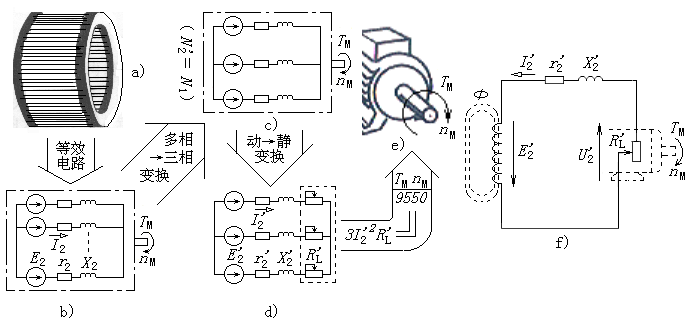 a)
等效
电路
多相
→三相
变换
I₂
E₂
r₂
X₂
T_M
n_M
b)
(N₂′=N₁)
T_M
n_M
c)
动→静
变换
I₂′
E₂′
r₂′
X₂′
R_L′
d)
T_M n_M
9550
3I₂′²R_L′
T_M
n_M
e)
Φ
I₂′
r₂′
X₂′
E₂′
U₂′
R_L′
T_M
n_M
f)